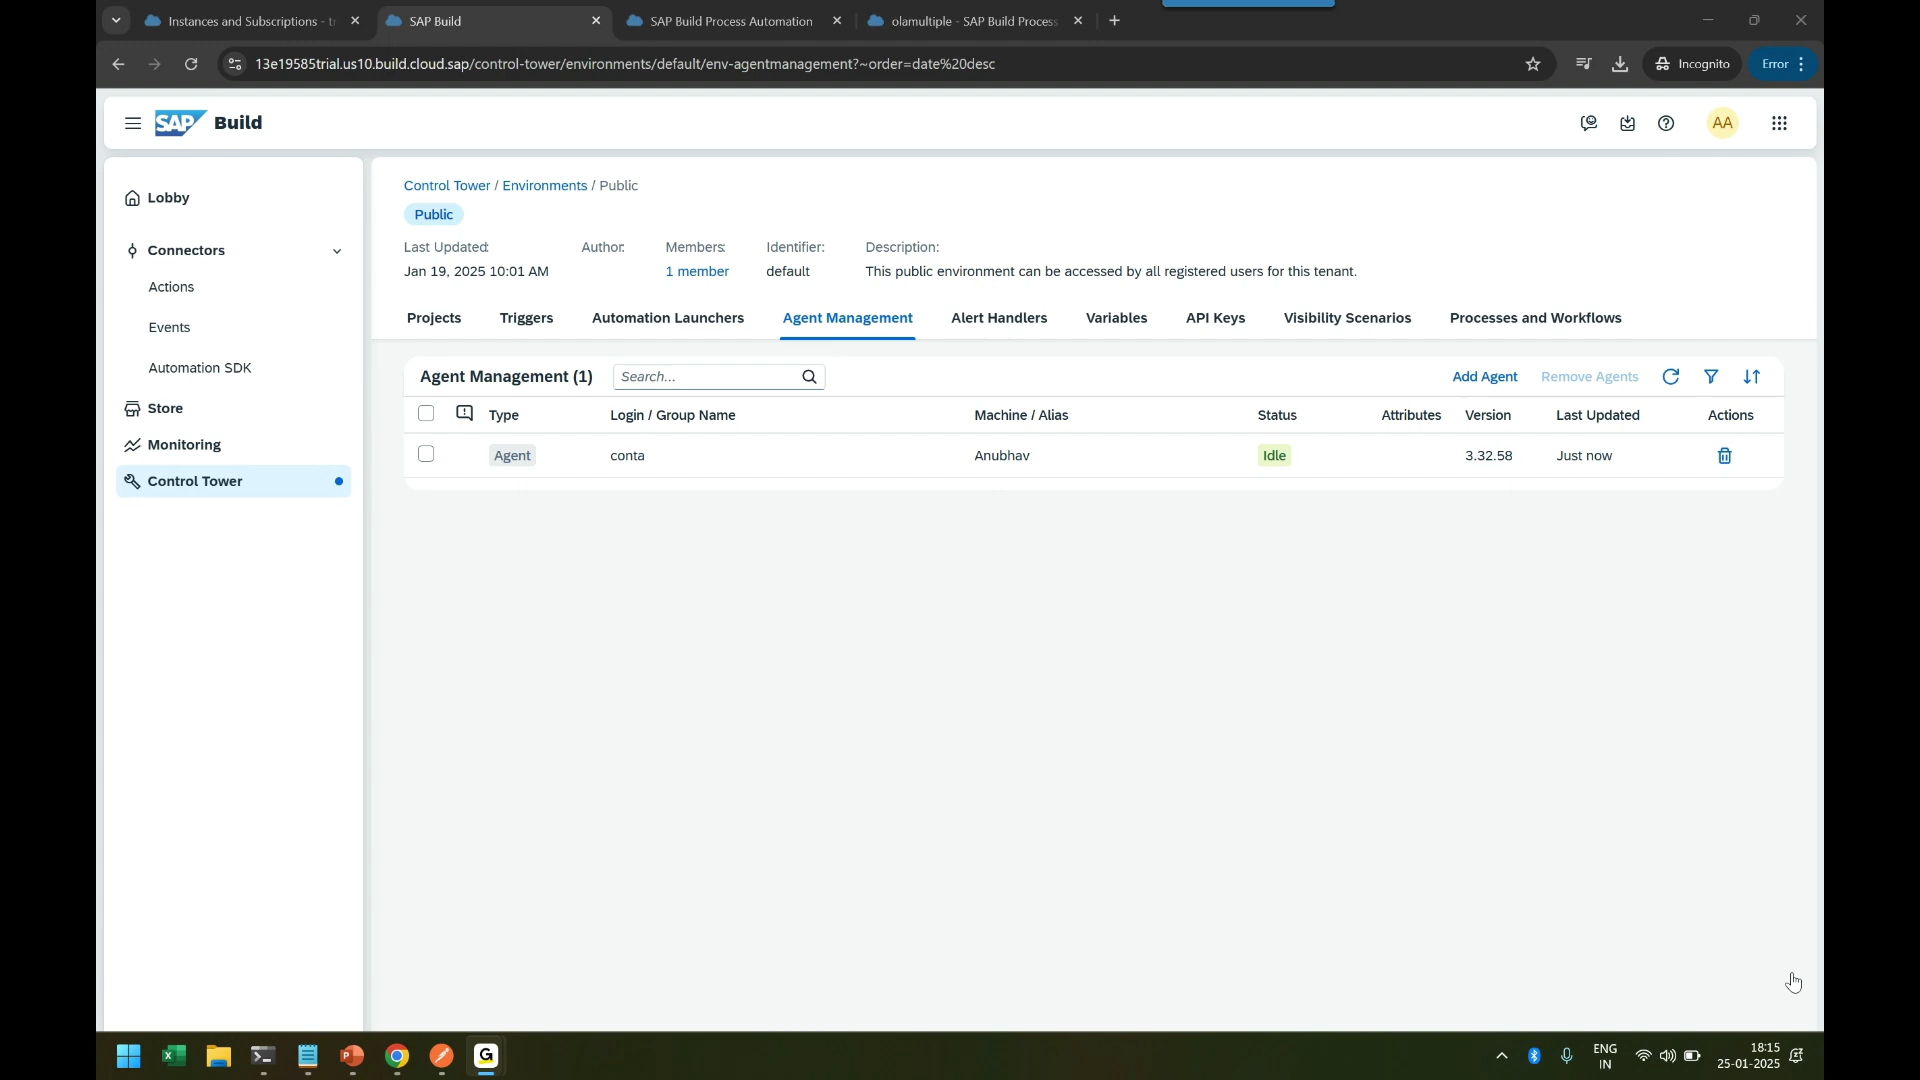 Instances and Subscriptions - tr
SAP Build
SAP Build Process Automation
olamultiple - SAP Build Process
13e19585trial.us10.build.cloud.sap/control-tower/environments/default/env-agentmanagement?~order=date%20desc
Incognito
Error
SAP Build
AA
Lobby
Connectors
Actions
Events
Automation SDK
Store
Monitoring
Control Tower
Control Tower / Environments / Public
Public
Last Updated: Author: Members: Identifier: Description:
Jan 19, 2025 10:01 AM 1 member default This public environment can be accessed by all registered users for this tenant.
Projects Triggers Automation Launchers Agent Management Alert Handlers Variables API Keys Visibility Scenarios Processes and Workflows
Agent Management (1) Search... Add Agent Remove Agents
Type Login / Group Name Machine / Alias Status Attributes Version Last Updated Actions
Agent conta Anubhav Idle 3.32.58 Just now
ENG
IN
18:15
25-01-2025